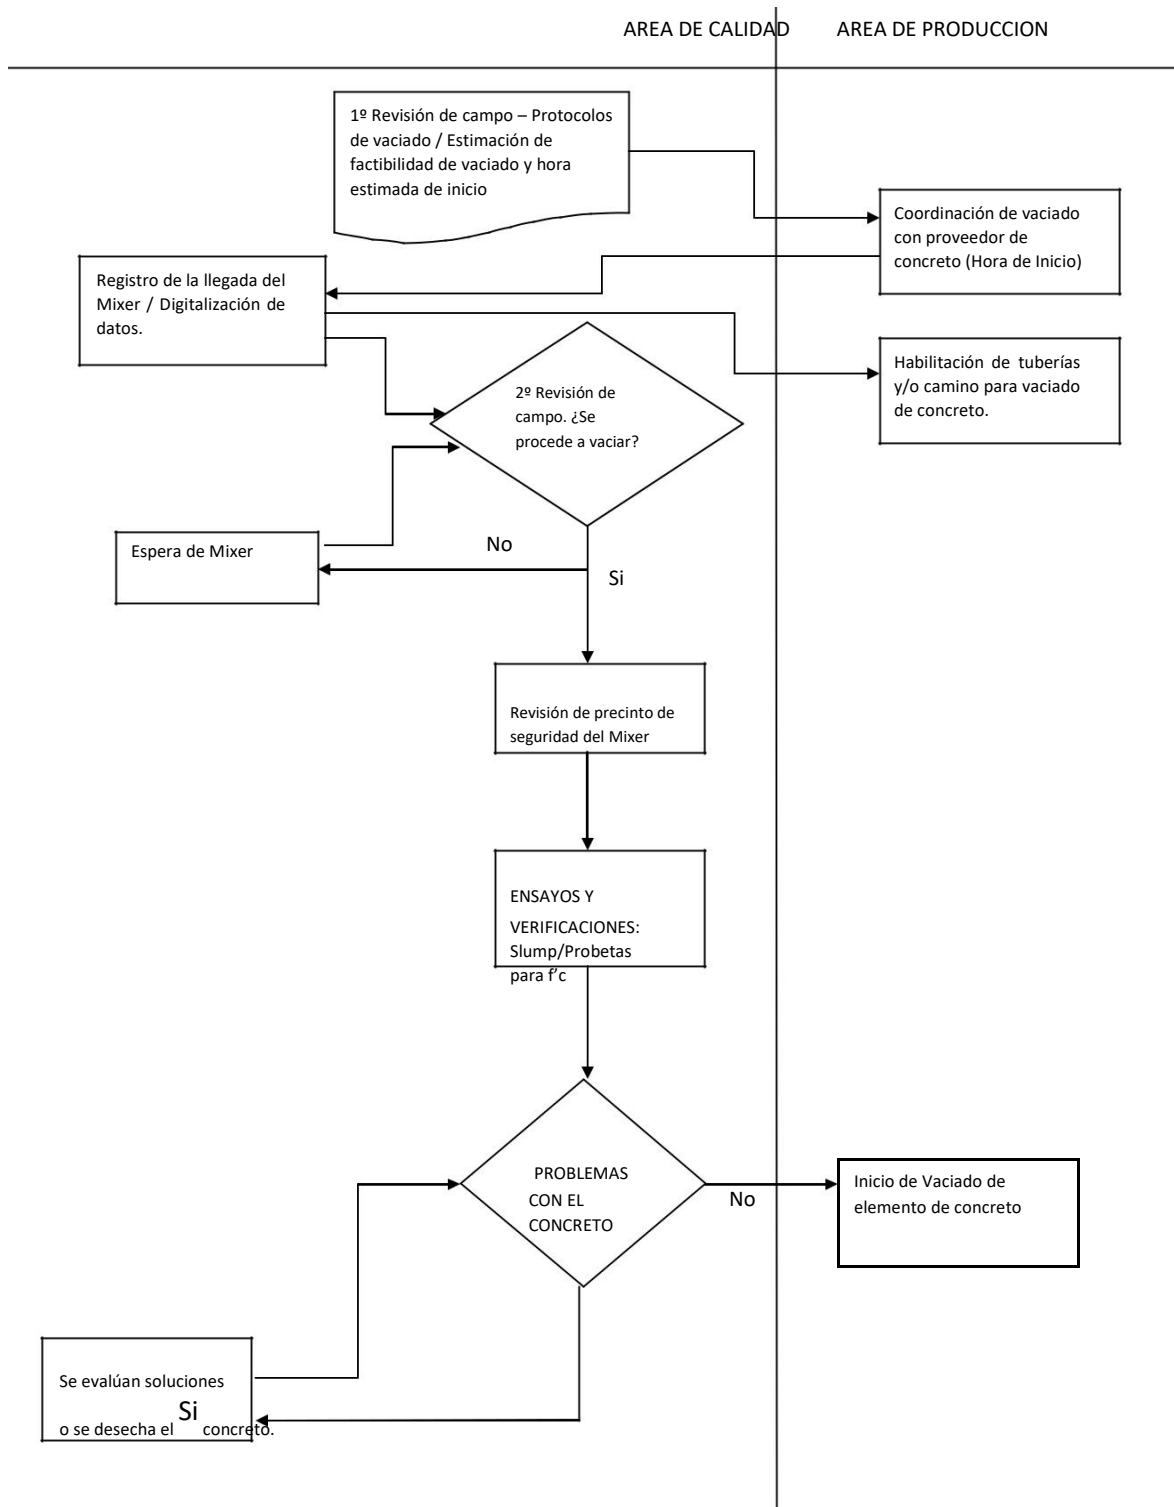 AREA DE CALIDAD
AREA DE PRODUCCION
1º Revisión de campo – Protocolos
de vaciado / Estimación de
factibilidad de vaciado y hora
estimada de inicio
Coordinación de vaciado
con proveedor de
concreto (Hora de Inicio)
Registro de la llegada del
Mixer / Digitalización de
datos.
Habilitación de tuberías
y/o camino para vaciado
de concreto.
2º Revisión de
campo. ¿Se
procede a vaciar?
Espera de Mixer
No
Si
Revisión de precinto de
seguridad del Mixer
ENSAYOS Y
VERIFICACIONES:
Slump/Probetas
para f’c
PROBLEMAS
CON EL
CONCRETO
No
Inicio de Vaciado de
elemento de concreto
Se evalúan soluciones
Si
o se desecha el concreto.